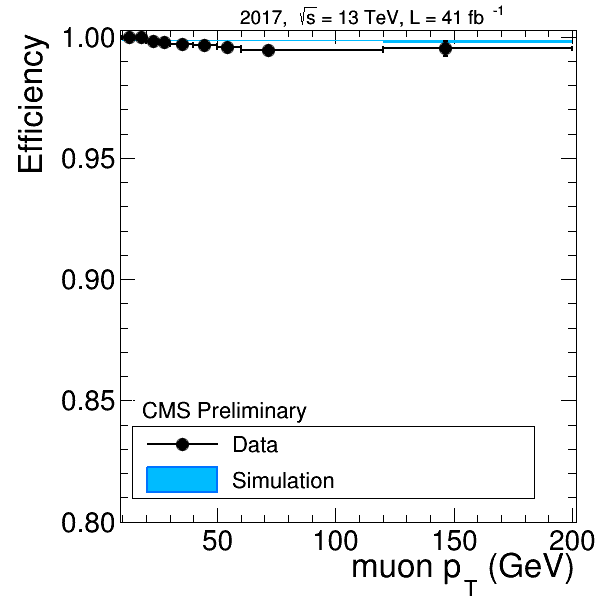 2017, √s = 13 TeV, L = 41 fb⁻¹
Efficiency
1.00
0.95
0.90
0.85
0.80
CMS Preliminary
Data
Simulation
50 100 150 200
muon p_T (GeV)